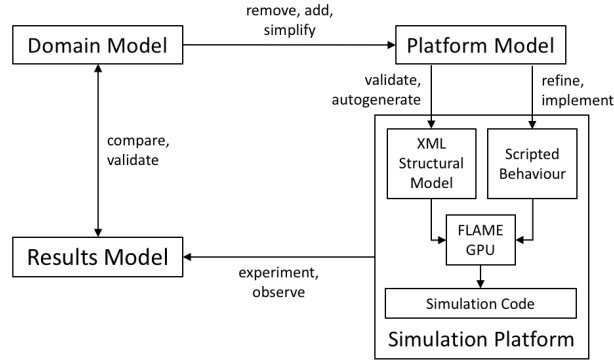 remove, add,
simplify
Domain Model
Platform Model
validate,
autogenerate
refine,
implement
compare,
validate
XML
Structural
Model
Scripted
Behaviour
FLAME
GPU
Results Model
experiment,
observe
Simulation Code
Simulation Platform